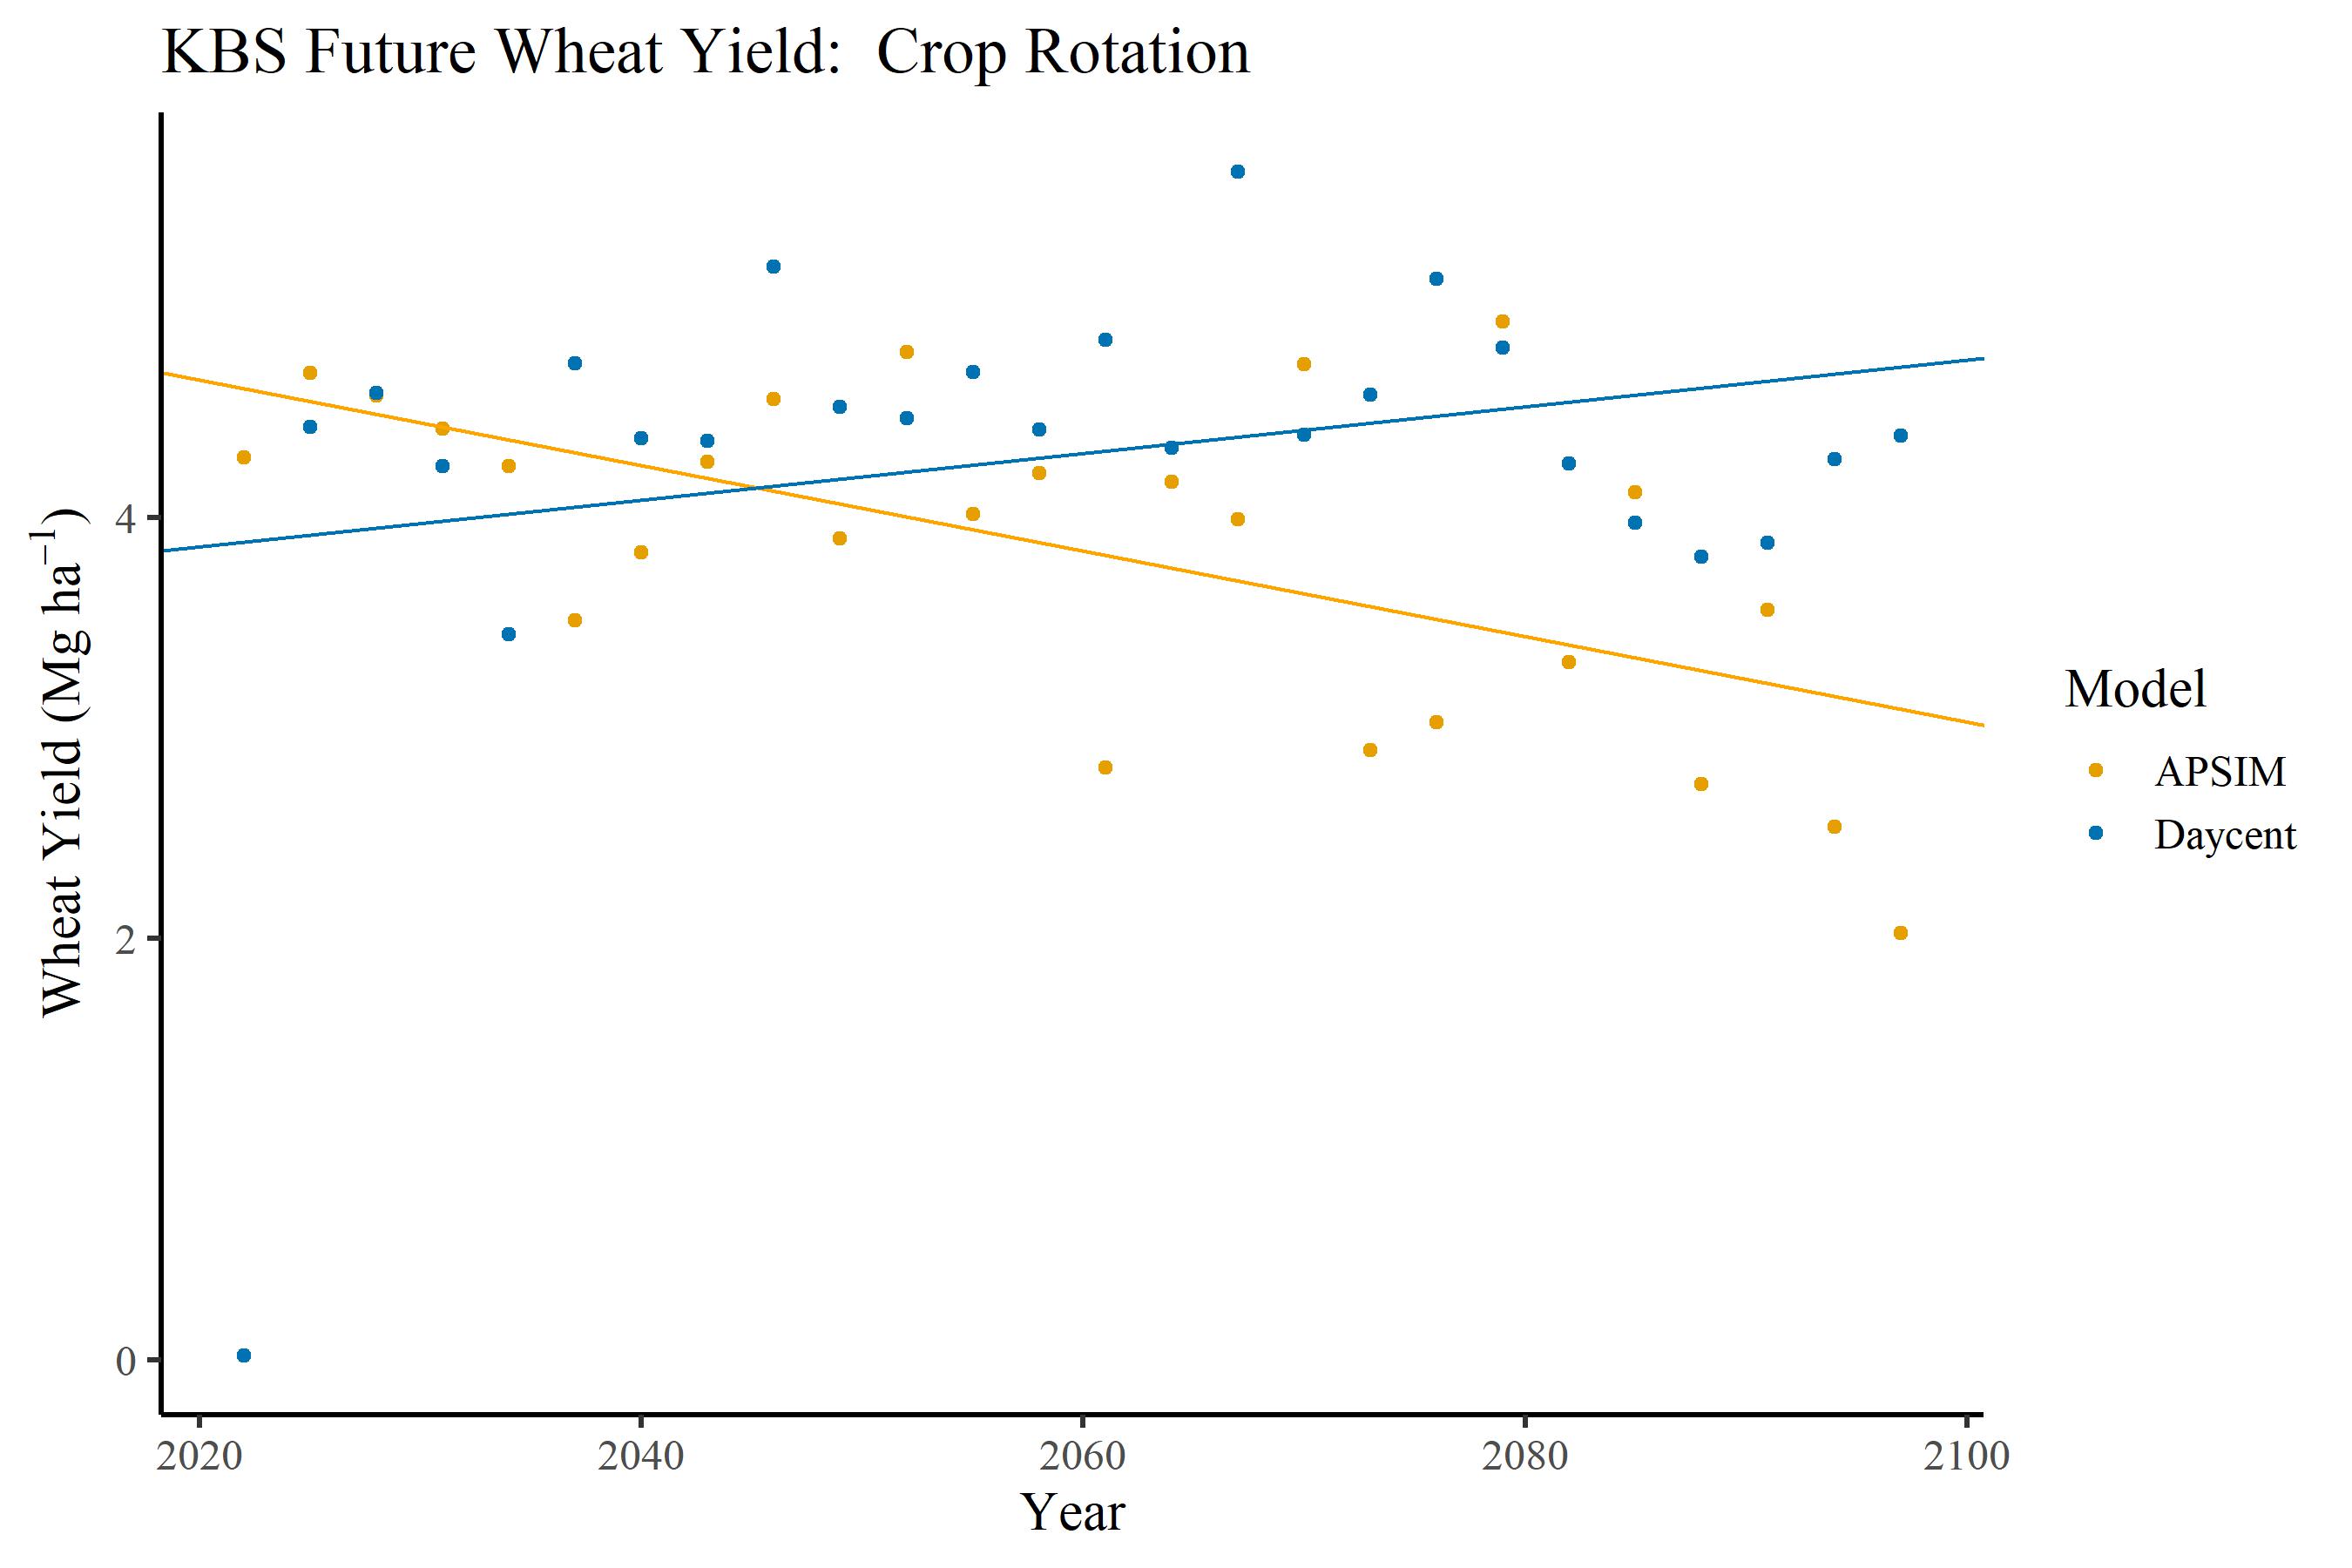 KBS Future Wheat Yield:  Crop Rotation
Wheat Yield (Mg ha⁻¹)
4
2
0
2020 2040 2060 2080 2100
Year
Model
APSIM
Daycent